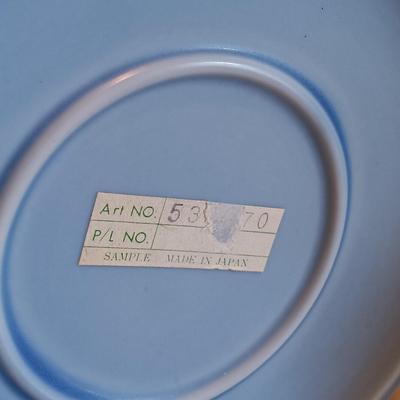 Art NO. 53 70
P/L NO.
SAMPLE MADE IN JAPAN